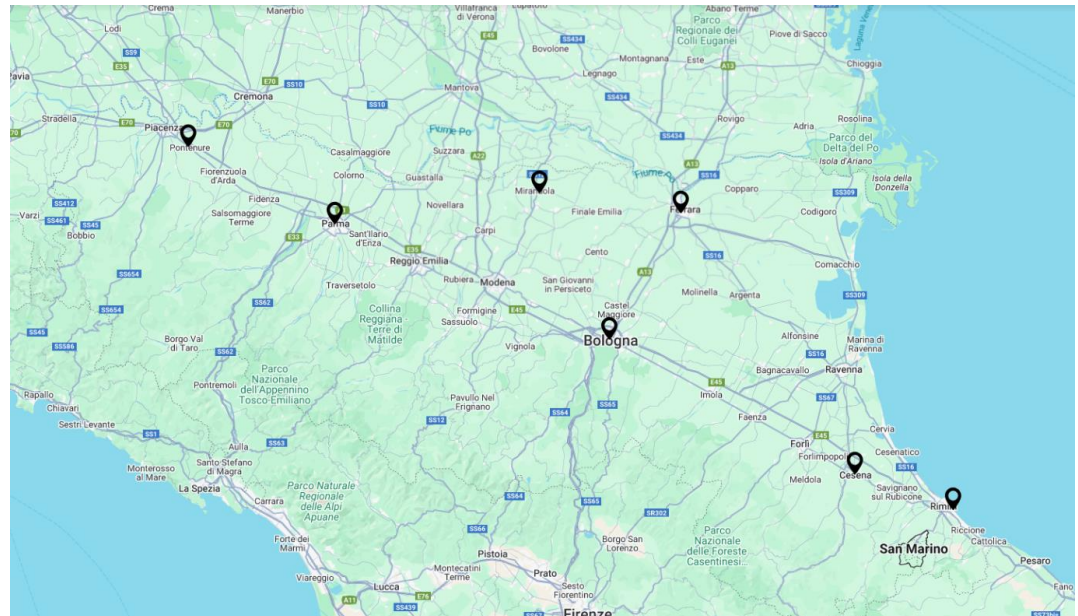 Crema
Manerbio
Villafranca
di Verona
Lupatoto
Abano Terme
Parco
Regionale dei
Colli Euganei
Piove di Sacco
Laguna Vene
Lodi
E45
SS434
Bovolone
Montagnana
Este
A13
Chioggia
SS9
E35
Legnago
Pavia
E70
SS10
Mantova
SS434
Cremona
SS10
Rovigo
Rosolina
Stradella
E70
E70
Piacenza
Fiume Po
SS434
Adria
Parco del
Delta del Po
70
Pontenure
Casalmaggiore
Suzzara
A22
A13
Isola d'Ariano
Fiorenzuola
d'Arda
Colorno
Guastalla
Mirandola
Fiume Po
SS16
Copparo
SS309
Isola della
Donzella
Fidenza
Novellara
Finale Emilia
Ferrara
Codigoro
SS412
Varzi
SS461
SS45
Bobbio
Salsomaggiore
Terme
Parma
Sant'Ilario
d'Enza
Carpi
E33
E35
Reggio Emilia
Cento
A13
SS16
Comacchio
SS654
Traversetolo
Rubiera
Modena
San Giovanni
in Persiceto
Molinella
Argenta
SS309
SS62
SS654
Collina
Reggiana
Terre di
Matilde
Formigine
Sassuolo
E45
Castel
Maggiore
SS45
SS586
Borgo Val
di Taro
SS62
Vignola
Bologna
Alfonsine
Marina di
Ravenna
SS16
Parco
Nazionale
dell'Appennino
Tosco-Emiliano
Bagnacavallo
Ravenna
Pontremoli
E45
Rapallo
Chiavari
Pavullo Nel
Frignano
SS65
Imola
SS67
Sestri Levante
SS12
SS64
Faenza
SS1
SS63
Aulla
Forlì
E45
Cervia
Monterosso
al Mare
Santo Stefano
di Magra
Forlimpopoli
Cesenatico
SS16
La Spezia
Parco Naturale
Regionale
delle Alpi
Apuane
Meldola
Cesena
Savignano
sul Rubicone
Carrara
SS64
SS65
SR302
Rimini
SS66
Riccione
Cattolica
Forte dei
Marmi
Borgo San
Lorenzo
Parco
Nazionale
delle Foreste
Casentinesi...
San Marino
Pistoia
Pesaro
Viareggio
Montecatini
Terme
Prato
Lucca
Sesto
Fiorentino
Fano
A11
E76
SS439
SS67
Firenze